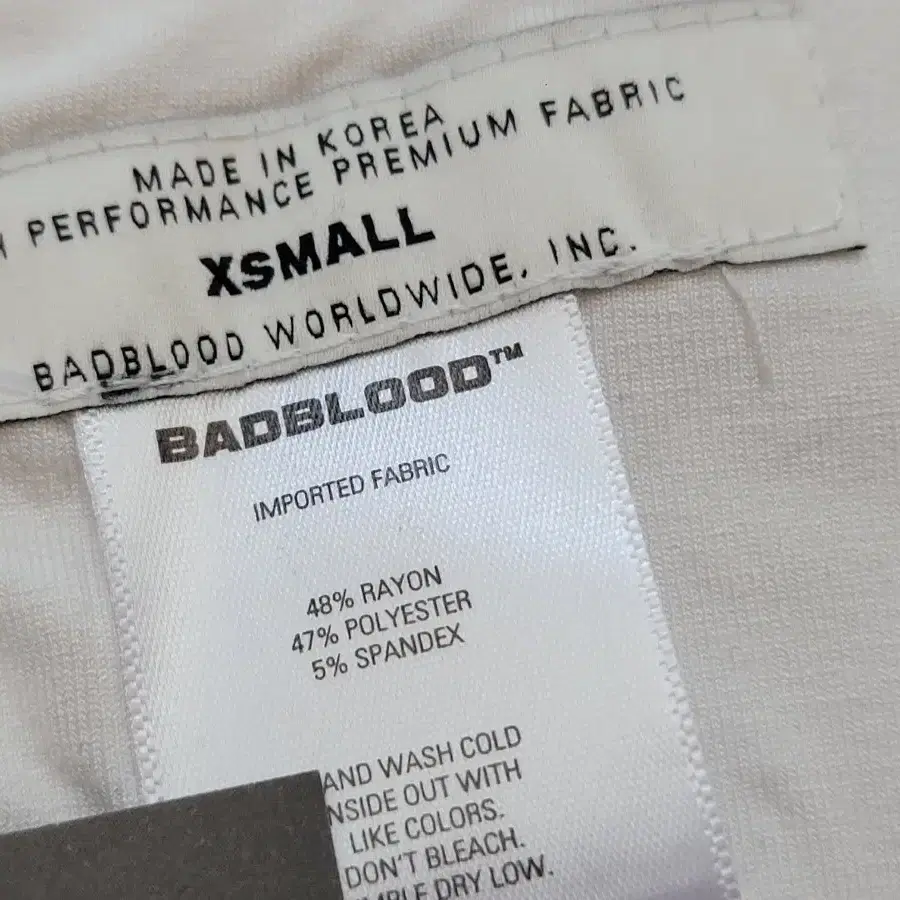 MADE IN KOREA
PERFORMANCE PREMIUM FABRIC
XSMALL
BADBLOOD WORLDWIDE, INC.
BADBLOOD™
IMPORTED FABRIC
48% RAYON
47% POLYESTER
5% SPANDEX
AND WASH COLD
NSIDE OUT WITH
LIKE COLORS.
DON'T BLEACH.
DRY LOW.